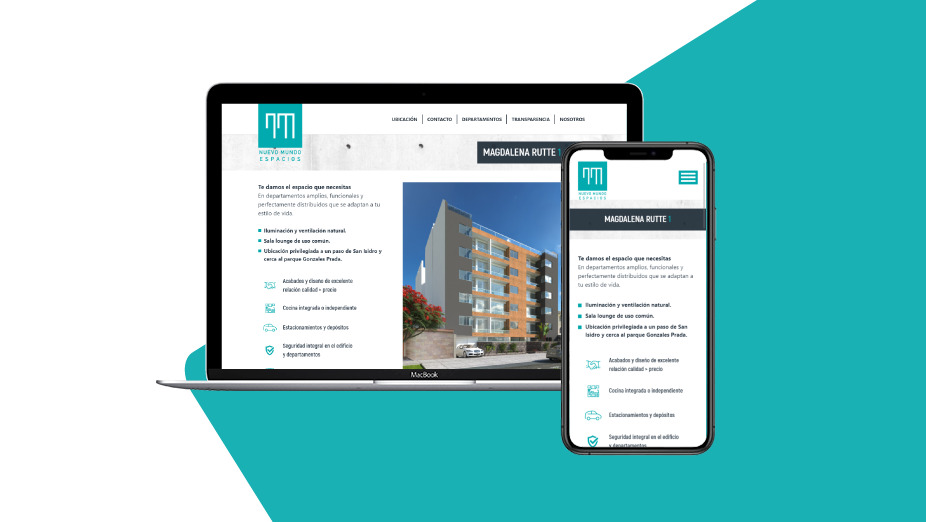 NUEVO MUNDO
ESPACIOS
UBICACIÓN
CONTACTO
DEPARTAMENTOS
TRANSPARENCIA
NOSOTROS
MAGDALENA RUTTE 1
Te damos el espacio que necesitas
En departamentos amplios, funcionales y
perfectamente distribuidos que se adaptan a tu
estilo de vida.
Iluminación y ventilación natural.
Sala lounge de uso común.
Ubicación privilegiada a un paso de San Isidro y
cerca al parque Gonzales Prada.
Acabados y diseño de excelente
relación calidad - precio
Cocina integrada o independiente
Estacionamientos y depósitos
Seguridad integral en el edificio
y departamentos
MacBook
NUEVO MUNDO
ESPACIOS
MAGDALENA RUTTE 1
Te damos el espacio que necesitas
En departamentos amplios, funcionales y
perfectamente distribuidos que se adaptan a
tu estilo de vida.
Iluminación y ventilación natural.
Sala lounge de uso común.
Ubicación privilegiada a un paso de San
Isidro y cerca al parque Gonzales Prada.
Acabados y diseño de excelente
relación calidad - precio
Cocina integrada o independiente
Estacionamientos y depósitos
Seguridad integral en el edificio
y departamentos